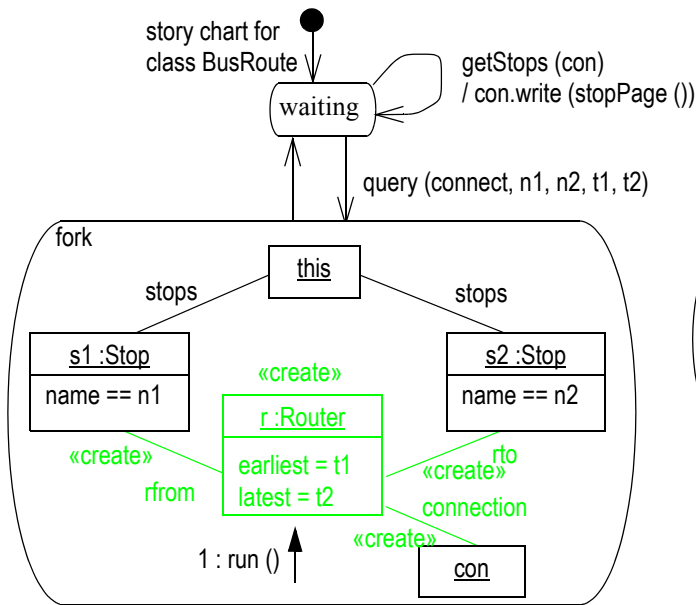 story chart for
class BusRoute
getStops (con)
/ con.write (stopPage ())
waiting
query (connect, n1, n2, t1, t2)
fork
this
stops
stops
s1 :Stop
name == n1
s2 :Stop
name == n2
«create»
r :Router
earliest = t1
latest = t2
«create»
rfrom
rto
«create»
connection
«create»
con
1 : run ()